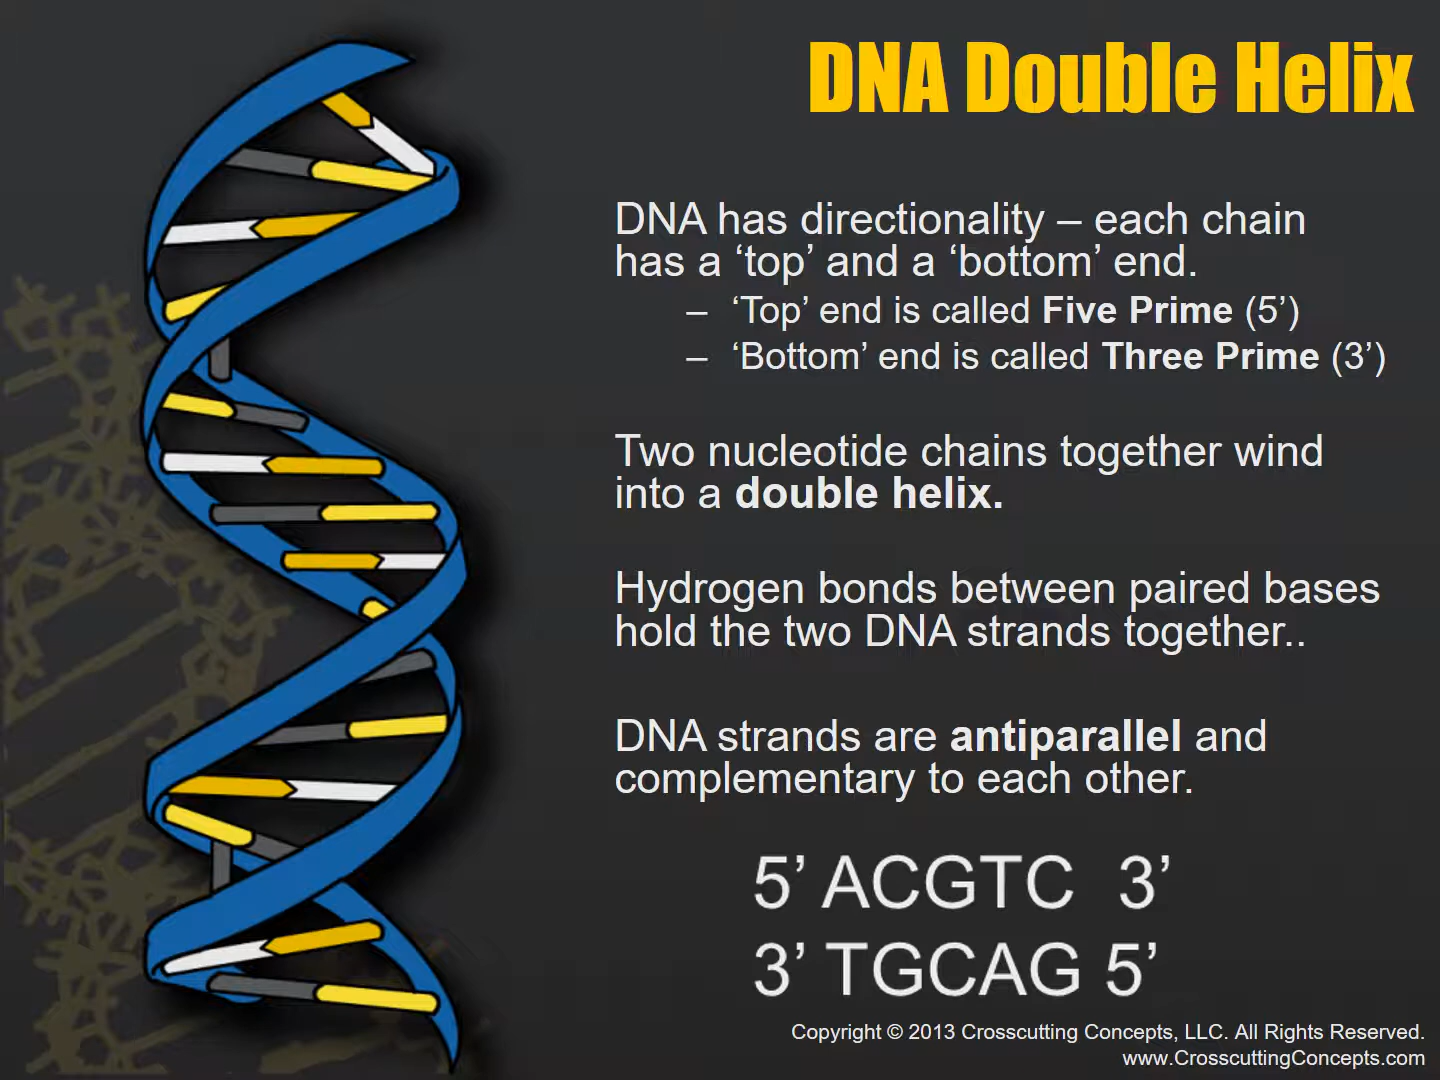 DNA Double Helix
DNA has directionality – each chain
has a ‘top’ and a ‘bottom’ end.
– ‘Top’ end is called Five Prime (5’)
– ‘Bottom’ end is called Three Prime (3’)
Two nucleotide chains together wind
into a double helix.
Hydrogen bonds between paired bases
hold the two DNA strands together..
DNA strands are antiparallel and
complementary to each other.
5’ ACGTC 3’
3’ TGCAG 5’
Copyright © 2013 Crosscutting Concepts, LLC. All Rights Reserved.
www.CrosscuttingConcepts.com